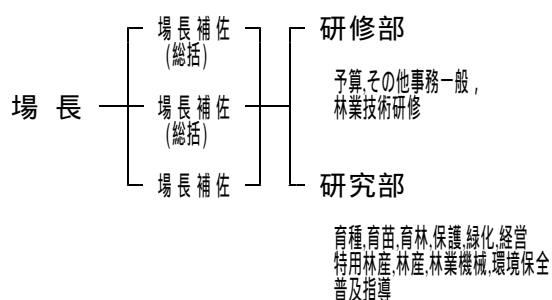 場長
場長補佐
(総括)
場長補佐
(総括)
場長補佐
研修部
予算,その他事務一般，
林業技術研修
研究部
育種,育苗,育林,保護,緑化,経営
特用林産,林産,林業機械,環境保全
普及指導